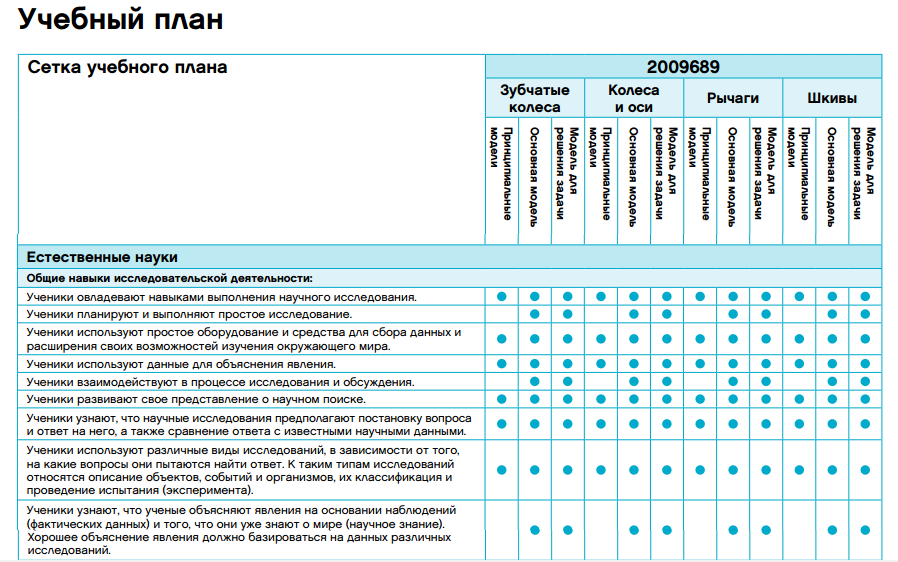 Учебный план
Сетка учебного плана
2009689
Зубчатые
колеса
Колеса
и оси
Рычаги
Шкивы
Принципиальные
модели
Основная модель
Модель для
решения задачи
Принципиальные
модели
Основная модель
Модель для
решения задачи
Принципиальные
модели
Основная модель
Модель для
решения задачи
Принципиальные
модели
Основная модель
Модель для
решения задачи
Естественные науки
Общие навыки исследовательской деятельности:
Ученики овладевают навыками выполнения научного исследования.
Ученики планируют и выполняют простое исследование.
Ученики используют простое оборудование и средства для сбора данных и
расширения своих возможностей изучения окружающего мира.
Ученики используют данные для объяснения явления.
Ученики взаимодействуют в процессе исследования и обсуждения.
Ученики развивают свое представление о научном поиске.
Ученики узнают, что научные исследования предполагают постановку вопроса
и ответ на него, а также сравнение ответа с известными научными данными.
Ученики используют различные виды исследований, в зависимости от того,
на какие вопросы они пытаются найти ответ. К таким типам исследований
относятся описание объектов, событий и организмов, их классификация и
проведение испытания (эксперимента).
Ученики узнают, что ученые объясняют явления на основании наблюдений
(фактических данных) и того, что они уже знают о мире (научное знание).
Хорошее объяснение явления должно базироваться на данных различных
исследований.